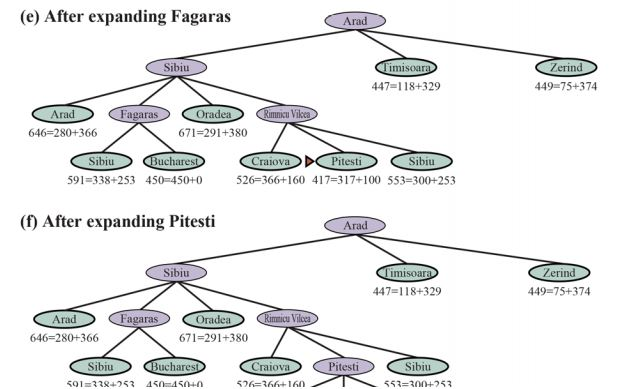 (e) After expanding Fagaras
Arad
Sibiu Timisoara Zerind
447=118+329 449=75+374
Arad Fagaras Oradea Rimnicu Vilcea
646=280+366 671=291+380
Sibiu Bucharest Craiova Pitesti Sibiu
591=338+253 450=450+0 526=366+160 417=317+100 553=300+253
(f) After expanding Pitesti
Arad
Sibiu Timisoara Zerind
447=118+329 449=75+374
Arad Fagaras Oradea Rimnicu Vilcea
646=280+366 671=291+380
Sibiu Bucharest Craiova Pitesti Sibiu
591=338+253 450=450+0 526=366+160 553=300+253